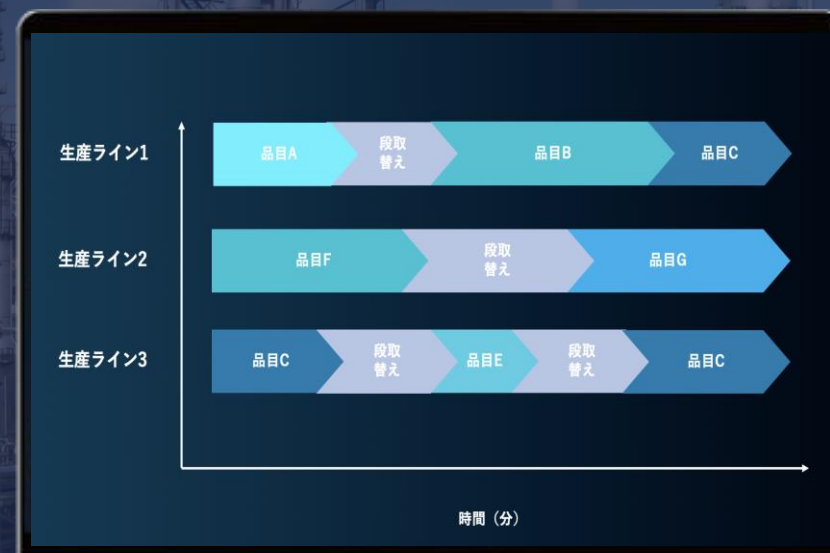 生産ライン1
品目A
段取
替え
品目B
品目C
生産ライン2
品目F
段取
替え
品目G
生産ライン3
品目C
段取
替え
品目E
段取
替え
品目C
時間（分）